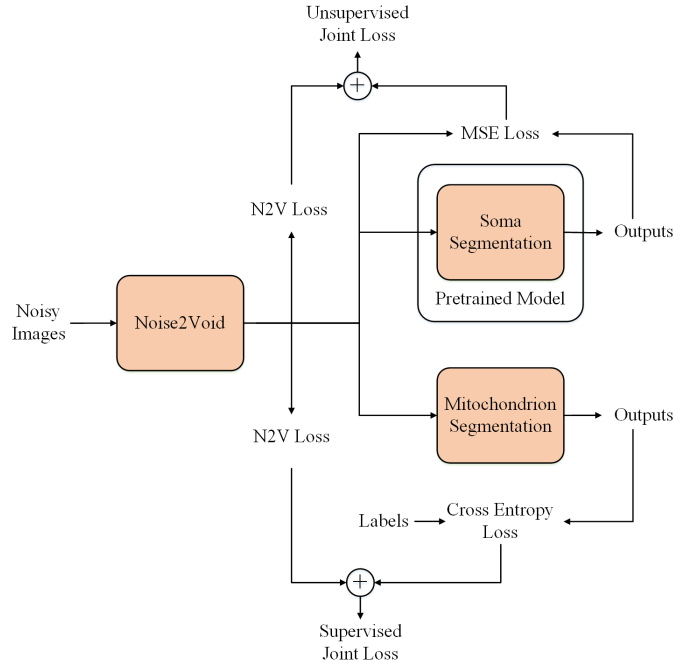 Unsupervised
Joint Loss
MSE Loss
N2V Loss
Soma
Segmentation
Outputs
Pretrained Model
Noisy
Images
Noise2Void
Mitochondrion
Segmentation
Outputs
N2V Loss
Labels
Cross Entropy
Loss
Supervised
Joint Loss